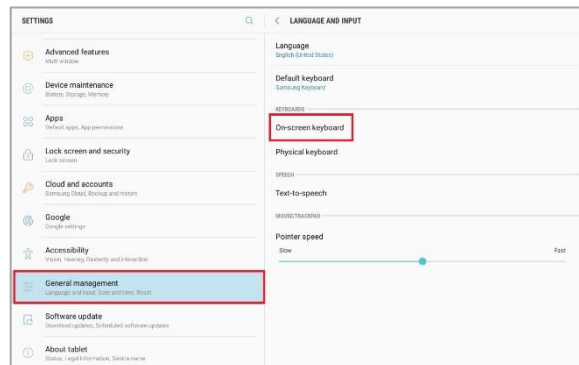 SETTINGS
Advanced features
Multi window
Device maintenance
Battery, Storage, Memory
Apps
Default apps, App permissions
Lock screen and security
Lock screen
Cloud and accounts
Samsung Cloud, Backup and restore
Google
Google settings
Accessibility
Vision, Hearing, Dexterity and interaction
General management
Language and input, Date and time, Reset
Software update
Download updates, Scheduled software updates
About tablet
Status, Legal information, Device name
LANGUAGE AND INPUT
Language
English (United States)
Default keyboard
Samsung Keyboard
KEYBOARDS
On-screen keyboard
Physical keyboard
SPEECH
Text-to-speech
MOUSE/TRACKPAD
Pointer speed
Slow Fast